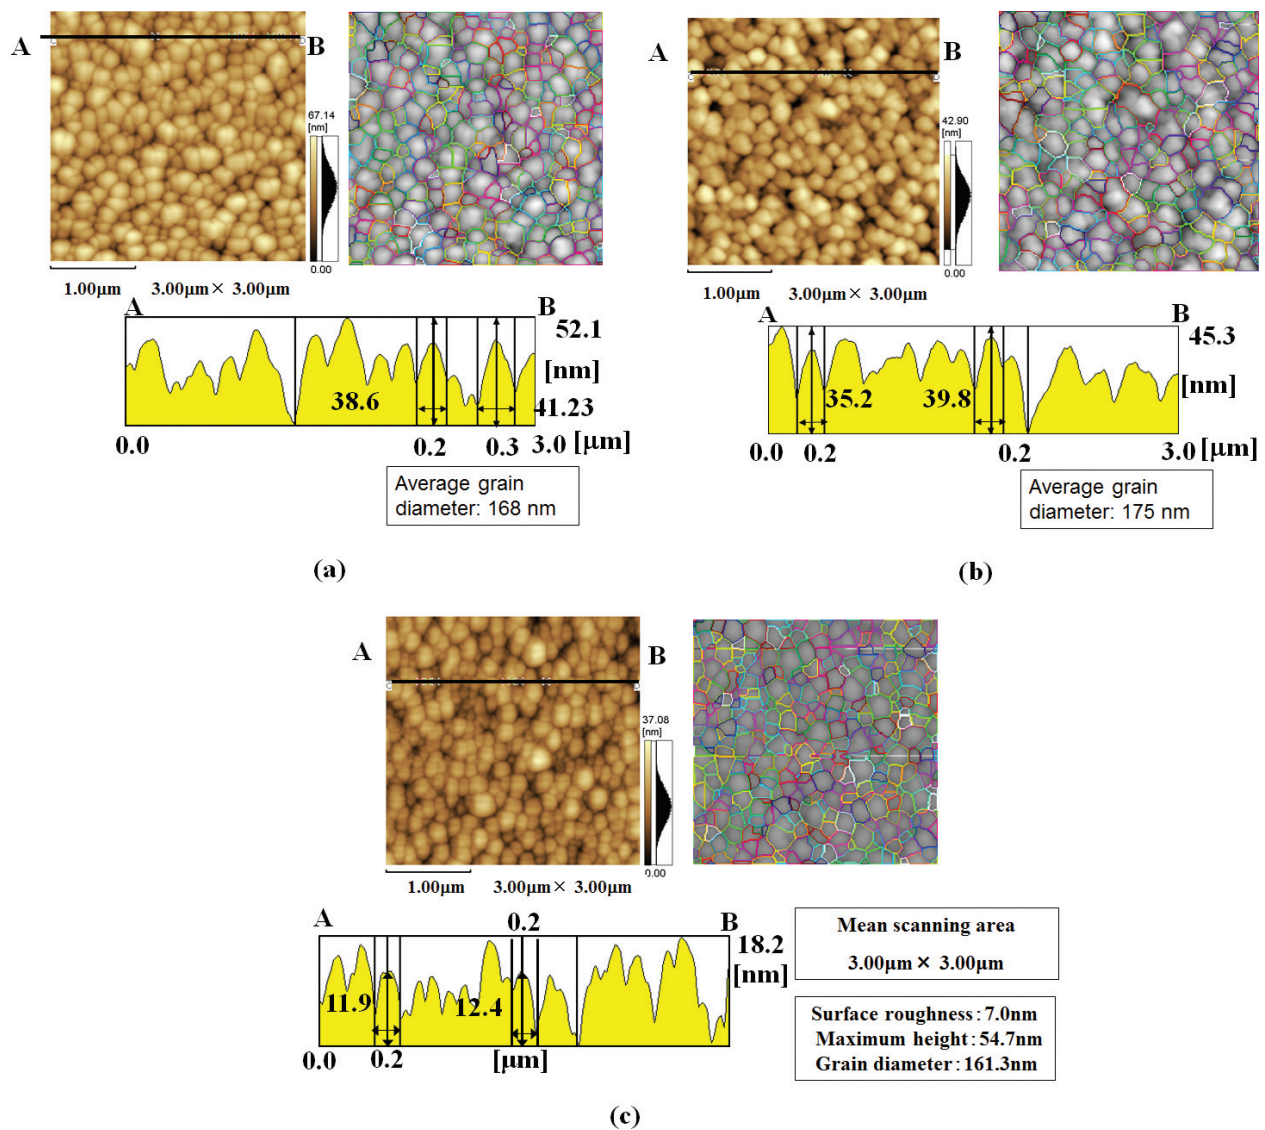 A
B
67.14
[nm]
0.00
1.00μm
3.00μm× 3.00μm
A
B
52.1
[nm]
38.6
41.23
0.0
0.2
0.3
3.0 [μm]
Average grain
diameter: 168 nm
(a)
A
B
42.90
[nm]
0.00
1.00μm
3.00μm× 3.00μm
A
B
45.3
[nm]
35.2
39.8
0.0
0.2
0.2
3.0 [μm]
Average grain
diameter: 175 nm
(b)
A
B
37.08
[nm]
0.00
1.00μm
3.00μm× 3.00μm
A
0.2
B
18.2
[nm]
11.9
12.4
0.0
0.2
[μm]
Mean scanning area
3.00μm× 3.00μm
Surface roughness:7.0nm
Maximum height:54.7nm
Grain diameter:161.3nm
(c)